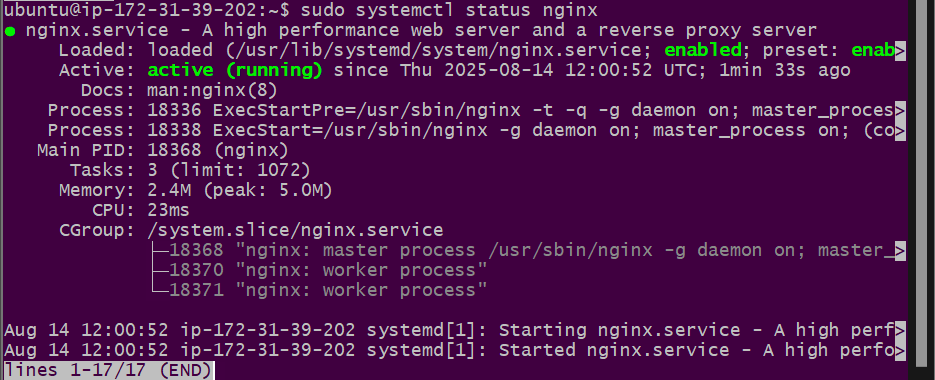 ubuntu@ip-172-31-39-202:~$ sudo systemctl status nginx
● nginx.service - A high performance web server and a reverse proxy server
     Loaded: loaded (/usr/lib/systemd/system/nginx.service; enabled; preset: enab>
     Active: active (running) since Thu 2025-08-14 12:00:52 UTC; 1min 33s ago
       Docs: man:nginx(8)
    Process: 18336 ExecStartPre=/usr/sbin/nginx -t -q -g daemon on; master_proces>
    Process: 18338 ExecStart=/usr/sbin/nginx -g daemon on; master_process on; (co>
   Main PID: 18368 (nginx)
      Tasks: 3 (limit: 1072)
     Memory: 2.4M (peak: 5.0M)
        CPU: 23ms
     CGroup: /system.slice/nginx.service
             ├─18368 "nginx: master process /usr/sbin/nginx -g daemon on; master_>
             ├─18370 "nginx: worker process"
             └─18371 "nginx: worker process"

Aug 14 12:00:52 ip-172-31-39-202 systemd[1]: Starting nginx.service - A high perf>
Aug 14 12:00:52 ip-172-31-39-202 systemd[1]: Started nginx.service - A high perfo>
lines 1-17/17 (END)